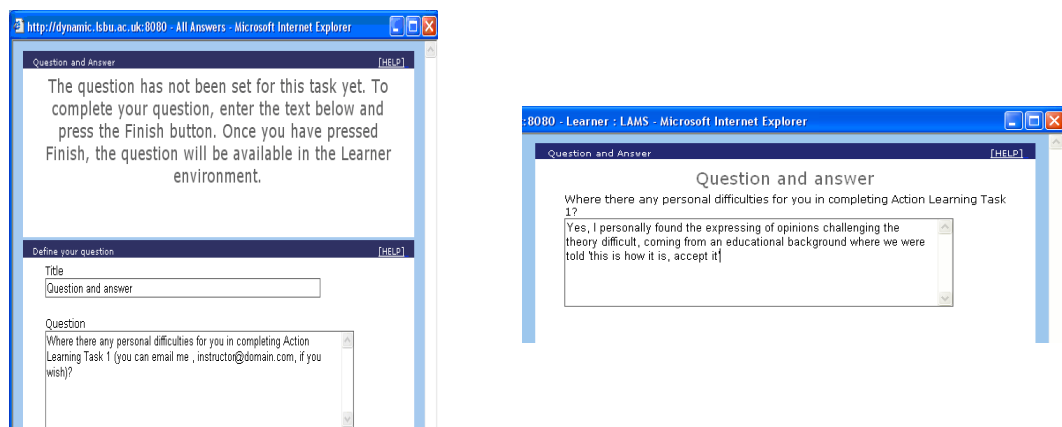 http://dynamic.lsbu.ac.uk:8080 - All Answers - Microsoft Internet Explorer
Question and Answer [HELP]
The question has not been set for this task yet. To
complete your question, enter the text below and
press the Finish button. Once you have pressed
Finish, the question will be available in the Learner
environment.
Define your question [HELP]
Title
Question and answer
Question
Where there any personal difficulties for you in completing Action
Learning Task 1 (you can email me , instructor@domain.com, if you
wish)?
:8080 - Learner : LAMS - Microsoft Internet Explorer
Question and Answer [HELP]
Question and answer
Where there any personal difficulties for you in completing Action Learning Task
1?
Yes, I personally found the expressing of opinions challenging the
theory difficult, coming from an educational background where we were
told 'this is how it is, accept it'